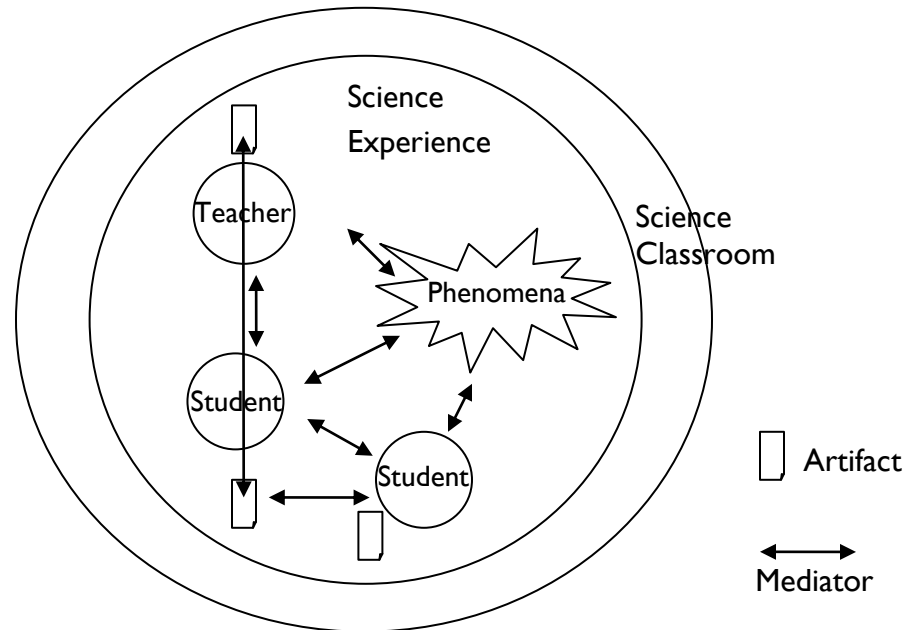 Science
Experience
Teacher
Science
Classroom
Phenomena
Student
Student
Artifact
Mediator